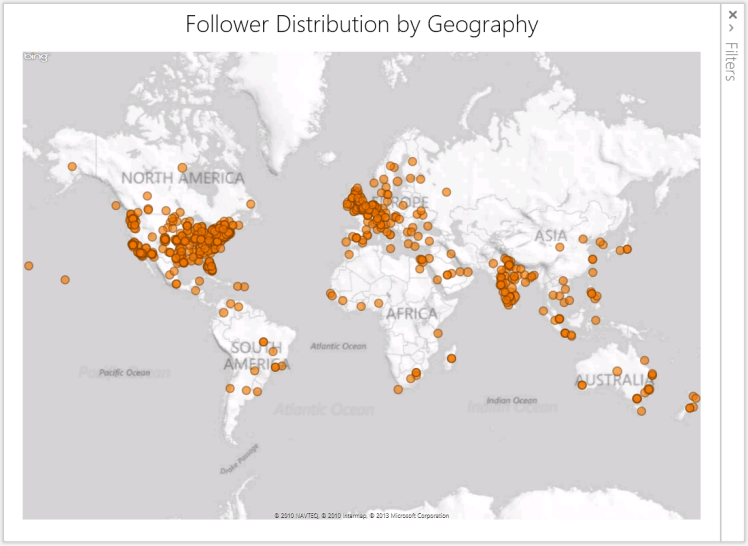 Follower Distribution by Geography
×
›
Filters
bing
NORTH AMERICA
EUROPE
ASIA
AFRICA
SOUTH
AMERICA
Atlantic Ocean
Pacific Ocean
Pacific Ocean
AUSTRALIA
Indian Ocean
Indian Ocean
Atlantic Ocean
Drake Passage
© 2010 NAVTEQ, © 2010 Intermap, © 2013 Microsoft Corporation